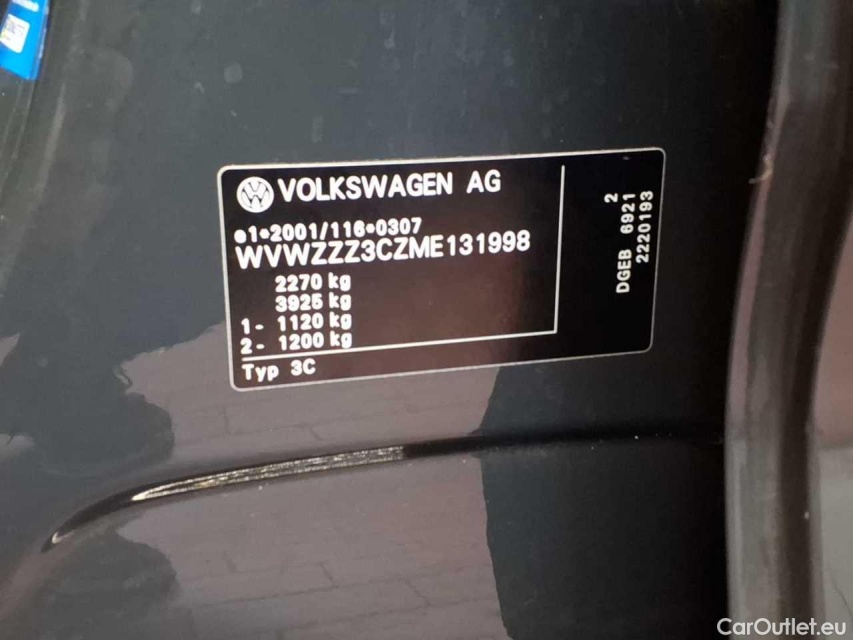 VOLKSWAGEN AG
e1*2001/116*0307
WVWZZZ3CZME131998
2270 kg
3925 kg
1- 1120 kg
2- 1200 kg
Typ 3C
2
DGEB 6921
2220193
CarOutlet.eu